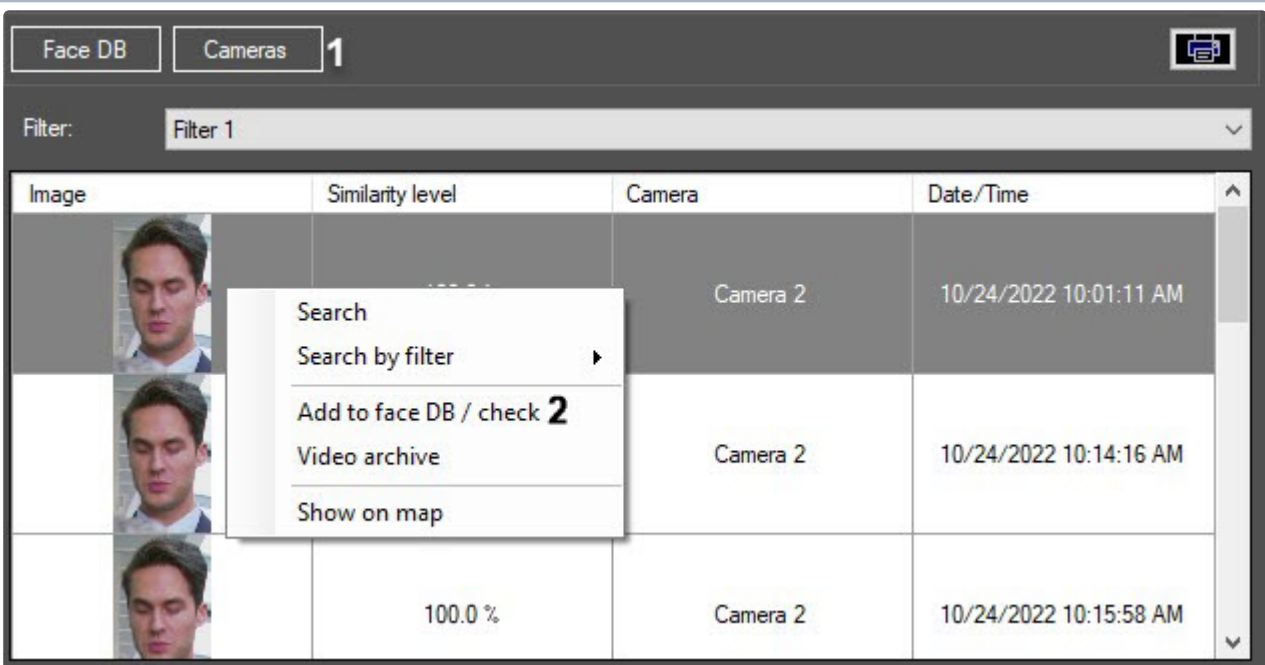 Face DB Cameras 1
Filter: Filter 1
Image Similarity level Camera Date/Time
Camera 2 10/24/2022 10:01:11 AM
Search
Search by filter
Add to face DB / check 2
Video archive
Camera 2 10/24/2022 10:14:16 AM
Show on map
100.0 % Camera 2 10/24/2022 10:15:58 AM